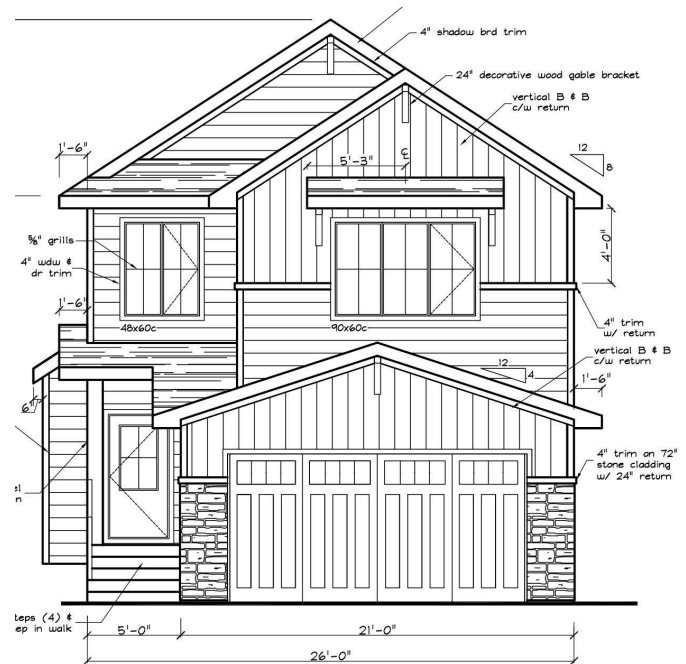 4" shadow brd trim
24" decorative wood gable bracket
vertical B & B
c/w return
12
8
1'-6"
5'-3"
℄
4'-0"
⅝" grills
4" wdw &
dr trim
1'-6"
48x60c
90x60c
4" trim
w/ return
vertical B & B
c/w return
12
4
1'-6"
6"
4" trim on 72"
stone cladding
w/ 24" return
teps (4) &
ep in walk
5'-0"
21'-0"
26'-0"